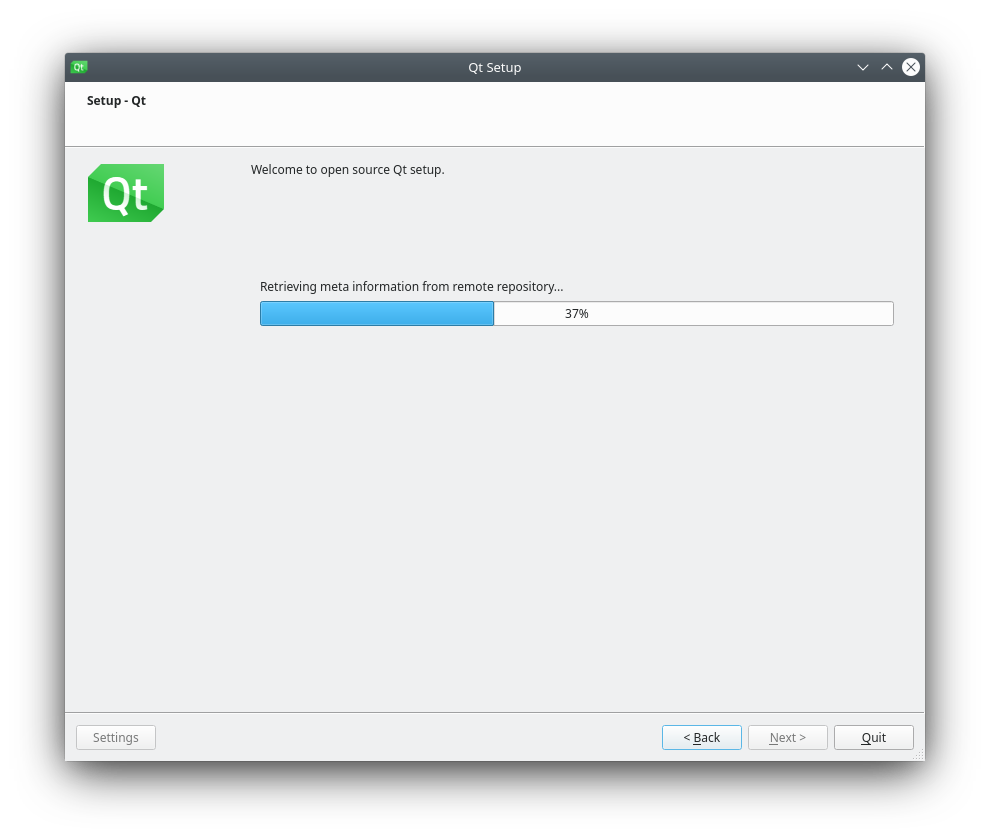 Qt Qt Setup
Setup - Qt
Qt
Welcome to open source Qt setup.
Retrieving meta information from remote repository...
37%
Settings < Back Next > Quit